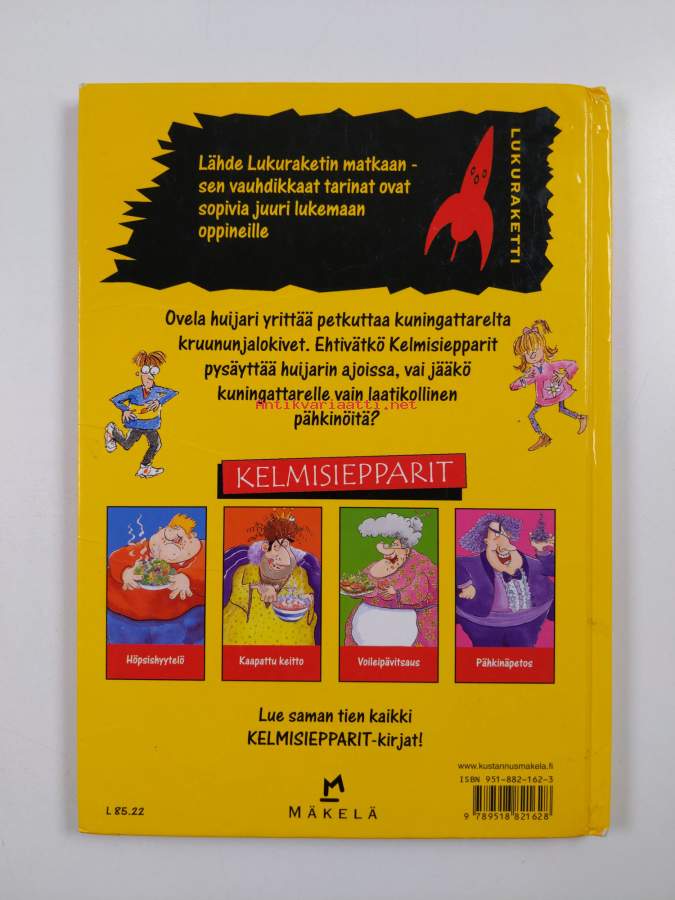 Lähde Lukuraketin matkaan -
sen vauhdikkaat tarinat ovat
sopivia juuri lukemaan
oppineille
LUKURAKETTI
Ovela huijari yrittää petkuttaa kuningattarelta
kruununjalokivet. Ehtivätkö Kelmisiepparit
pysäyttää huijarin ajoissa, vai jääkö
kuningattarelle vain laatikollinen
Antikvariaatti.net
pähkinöitä?
KELMISIEPPARIT
Höpsishyytelö
Kaapattu keitto
Voileipävitsaus
Pähkinäpetos
Lue saman tien kaikki
KELMISIEPPARIT-kirjat!
www.kustannusmakela.fi
ISBN 951-882-162-3
9 789518 821628
M
MÄKELÄ
L 85.22